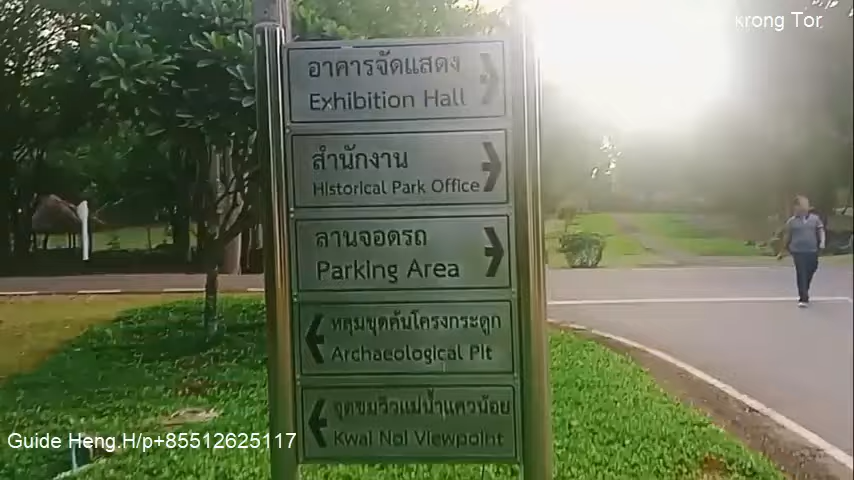 krong Tor
อาคารจัดแสดง
Exhibition Hall
สำนักงาน
Historical Park Office
ลานจอดรถ
Parking Area
หลุมขุดค้นโครงกระดูก
Archaeological Pit
จุดชมวิวแม่น้ำแควน้อย
Kwai Noi Viewpoint
Guide Heng.H/p+85512625117